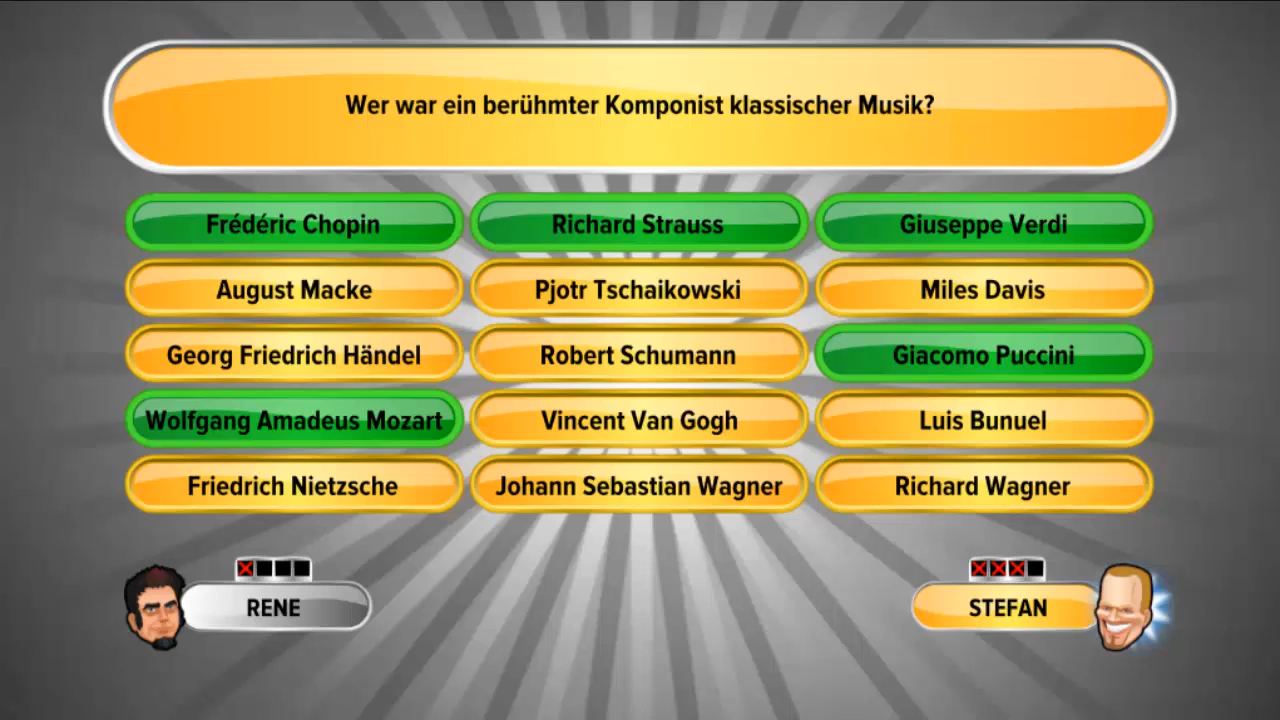 Wer war ein berühmter Komponist klassischer Musik?
Frédéric Chopin
Richard Strauss
Giuseppe Verdi
August Macke
Pjotr Tschaikowski
Miles Davis
Georg Friedrich Händel
Robert Schumann
Giacomo Puccini
Wolfgang Amadeus Mozart
Vincent Van Gogh
Luis Bunuel
Friedrich Nietzsche
Johann Sebastian Wagner
Richard Wagner
RENE
STEFAN